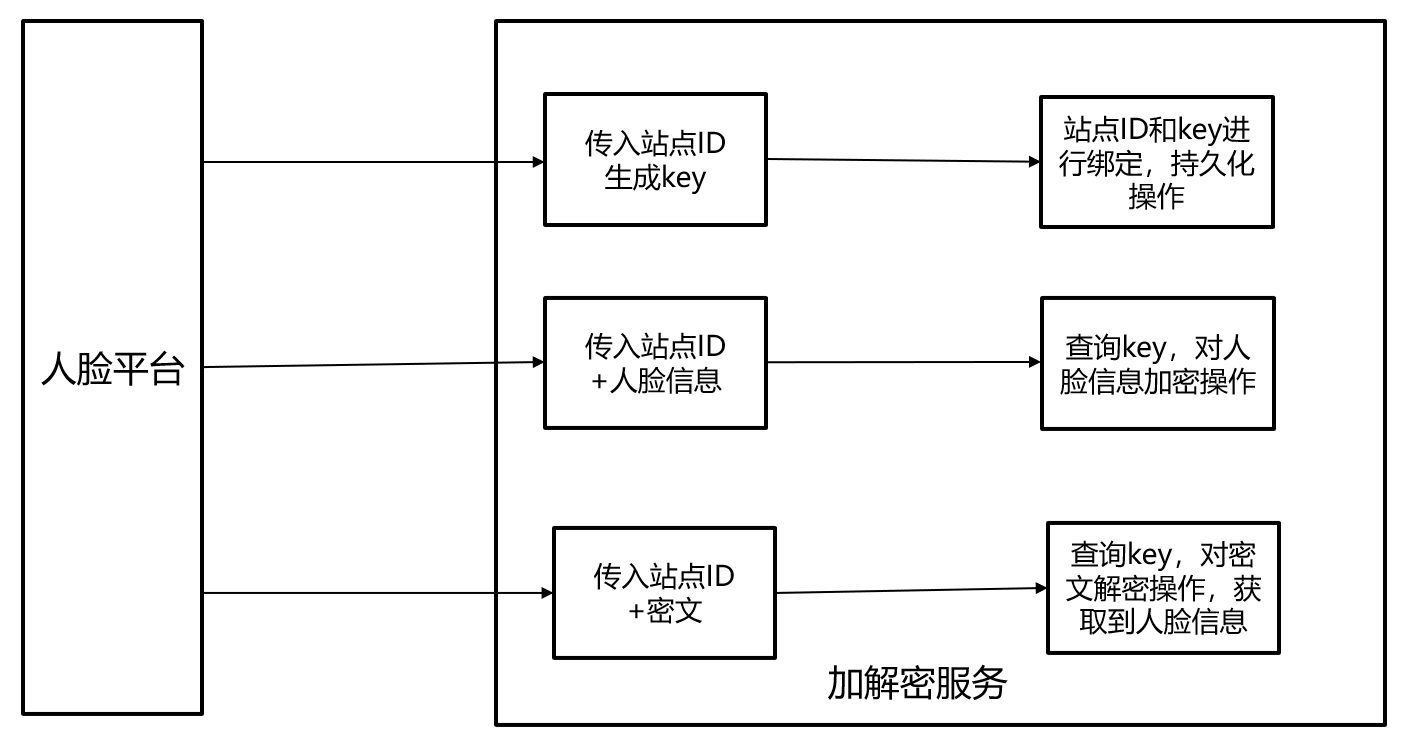 人脸平台
传入站点ID
生成key
站点ID和key进
行绑定，持久化
操作
传入站点ID
+人脸信息
查询key，对人
脸信息加密操作
传入站点ID
+密文
查询key，对密
文解密操作，获
取到人脸信息
加解密服务